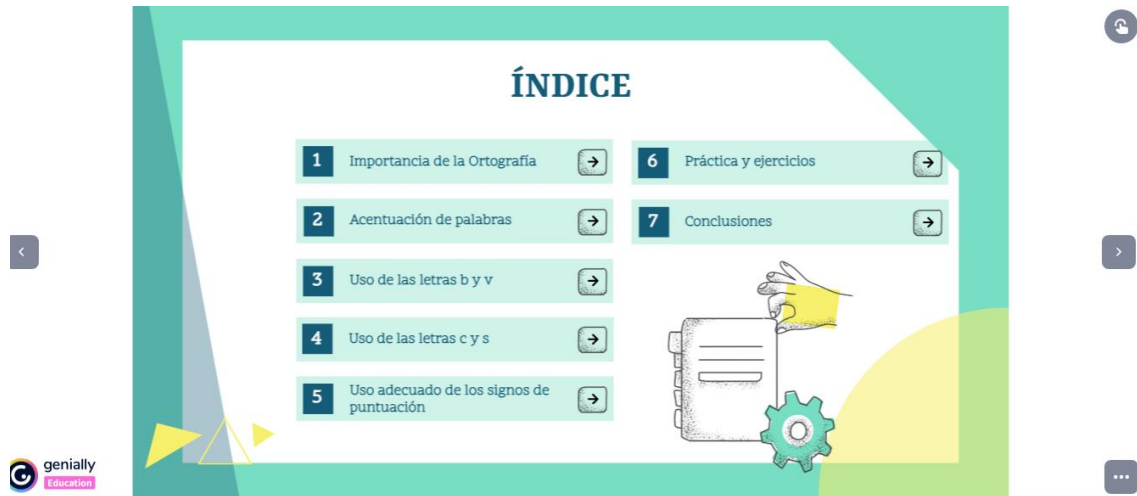 ÍNDICE
1 Importancia de la Ortografía
2 Acentuación de palabras
3 Uso de las letras b y v
4 Uso de las letras c y s
5 Uso adecuado de los signos de
puntuación
6 Práctica y ejercicios
7 Conclusiones
genially
Education